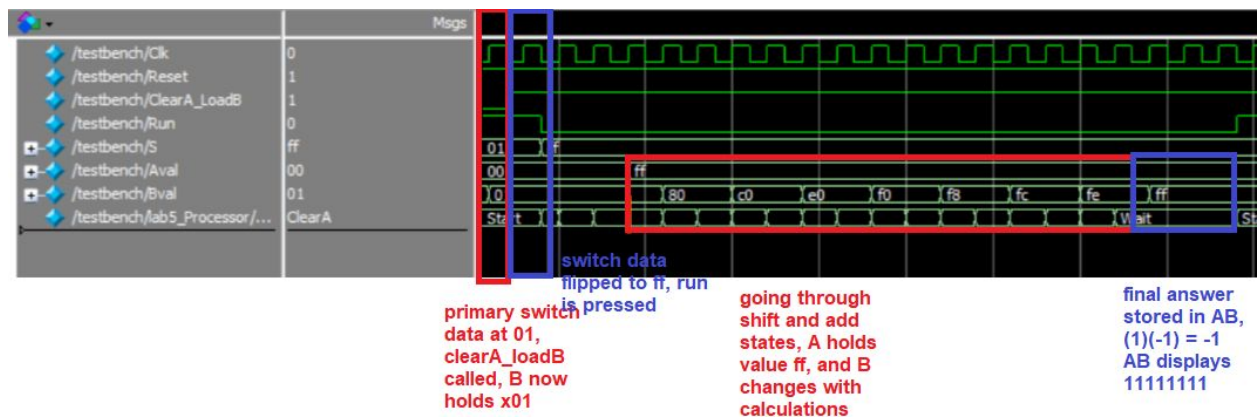 Msgs
/testbench/Clk 0
/testbench/Reset 1
/testbench/ClearA_LoadB 1
/testbench/Run 0
/testbench/S ff 01
/testbench/Aval 00 00 ff
/testbench/Bval 01 0 80 c0 e0 f0 f8 fc fe ff
/testbench/lab5_Processor/... ClearA Start Wait
switch data
flipped to ff, run
is pressed
primary switch
data at 01,
clearA_loadB
called, B now
holds x01
going through
shift and add
states, A holds
value ff, and B
changes with
calculations
final answer
stored in AB,
(1)(-1) = -1
AB displays
11111111